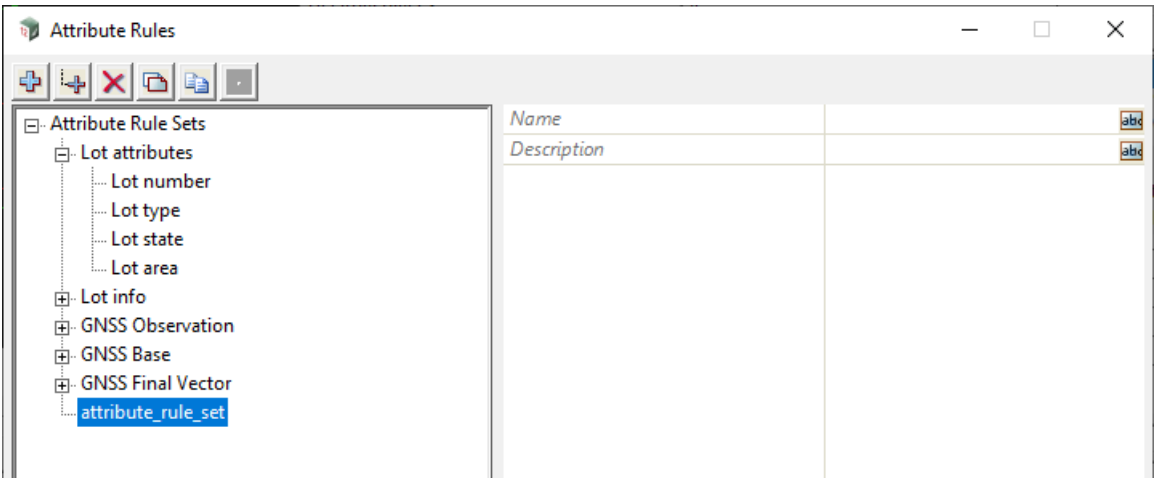 Attribute Rules
Attribute Rule Sets
Lot attributes
Lot number
Lot type
Lot state
Lot area
Lot info
GNSS Observation
GNSS Base
GNSS Final Vector
attribute_rule_set
Name abc
Description abc